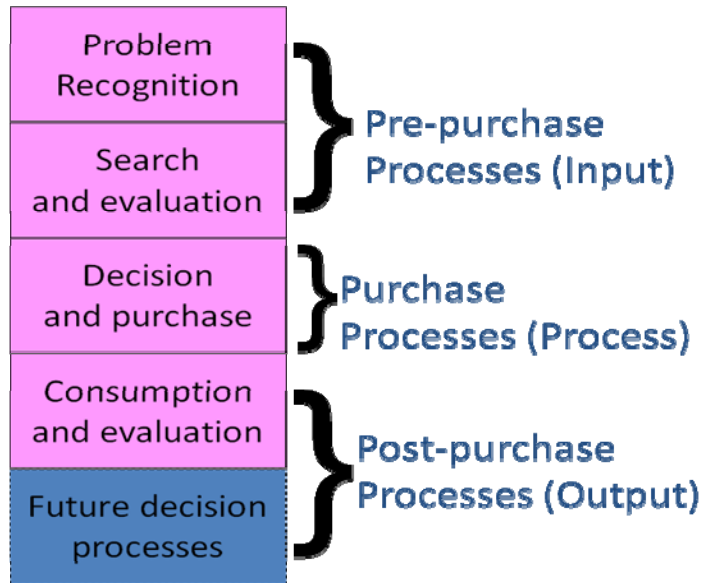 Problem
Recognition
Search
and evaluation
Pre-purchase
Processes (Input)
Decision
and purchase
Purchase
Processes (Process)
Consumption
and evaluation
Future decision
processes
Post-purchase
Processes (Output)